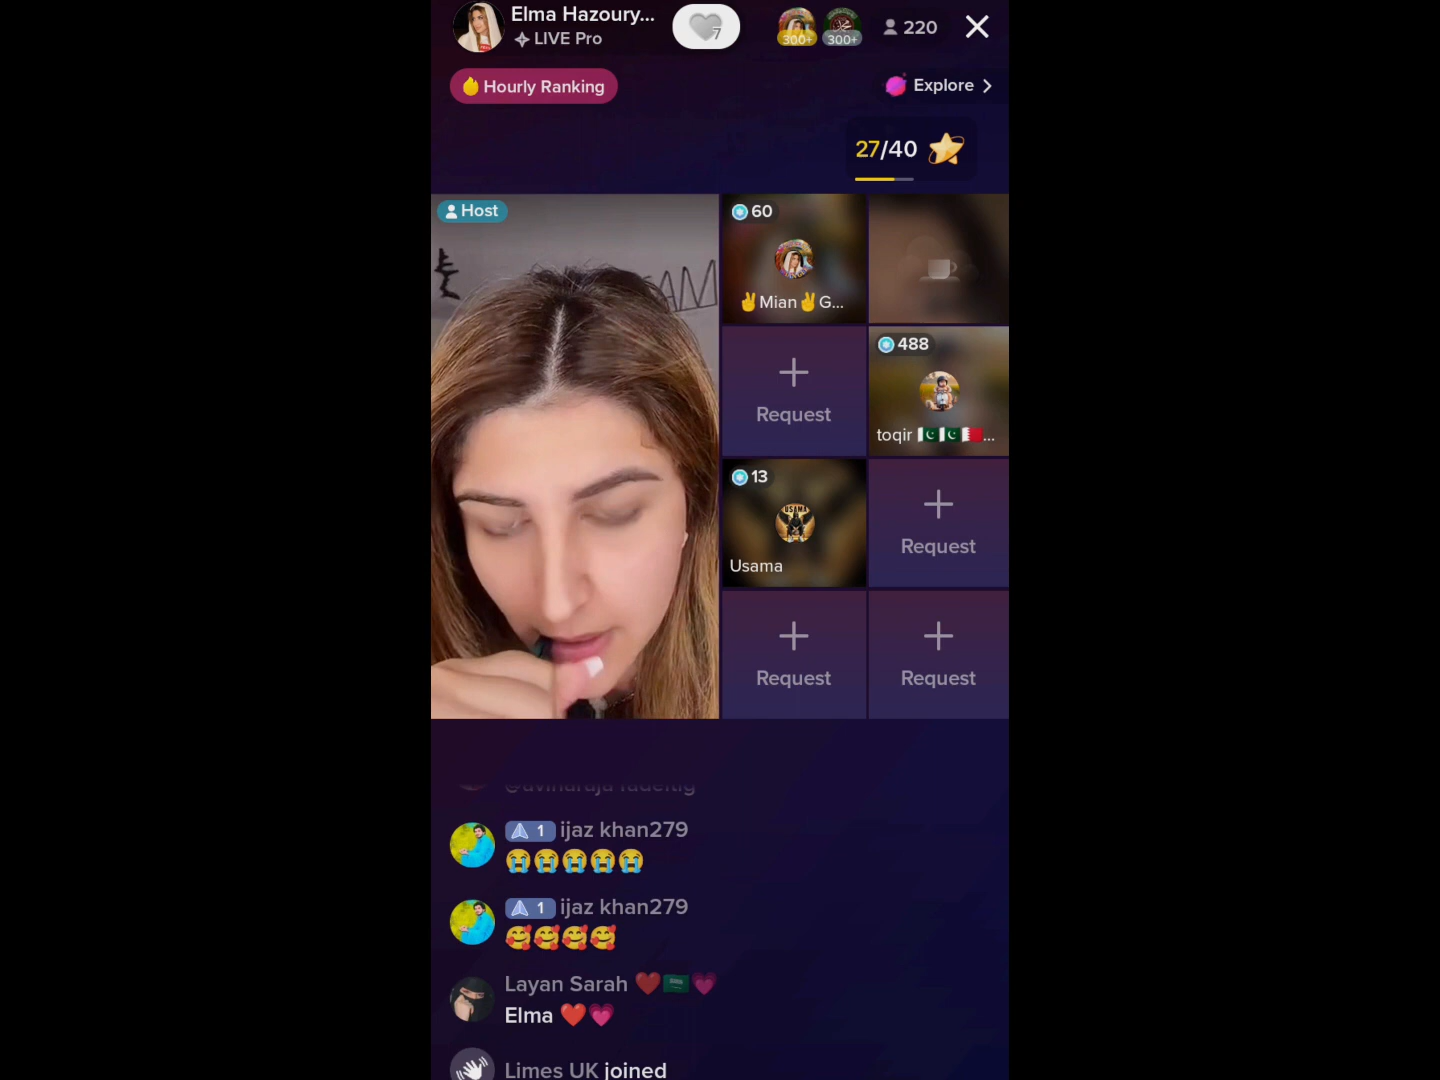 Elma Hazoury...
LIVE Pro
7
300+
300+
220
Hourly Ranking
Explore
27/40
Host
60
✌Mian✌G...
Request
488
toqir 🇵🇰🇵🇰🇧🇭...
13
USAMA
Usama
Request
Request
Request
1 ijaz khan279
😭😭😭😭😭
1 ijaz khan279
🥰🥰🥰🥰
Layan Sarah ❤️🇸🇦💗
Elma ❤️💗
Limes UK joined